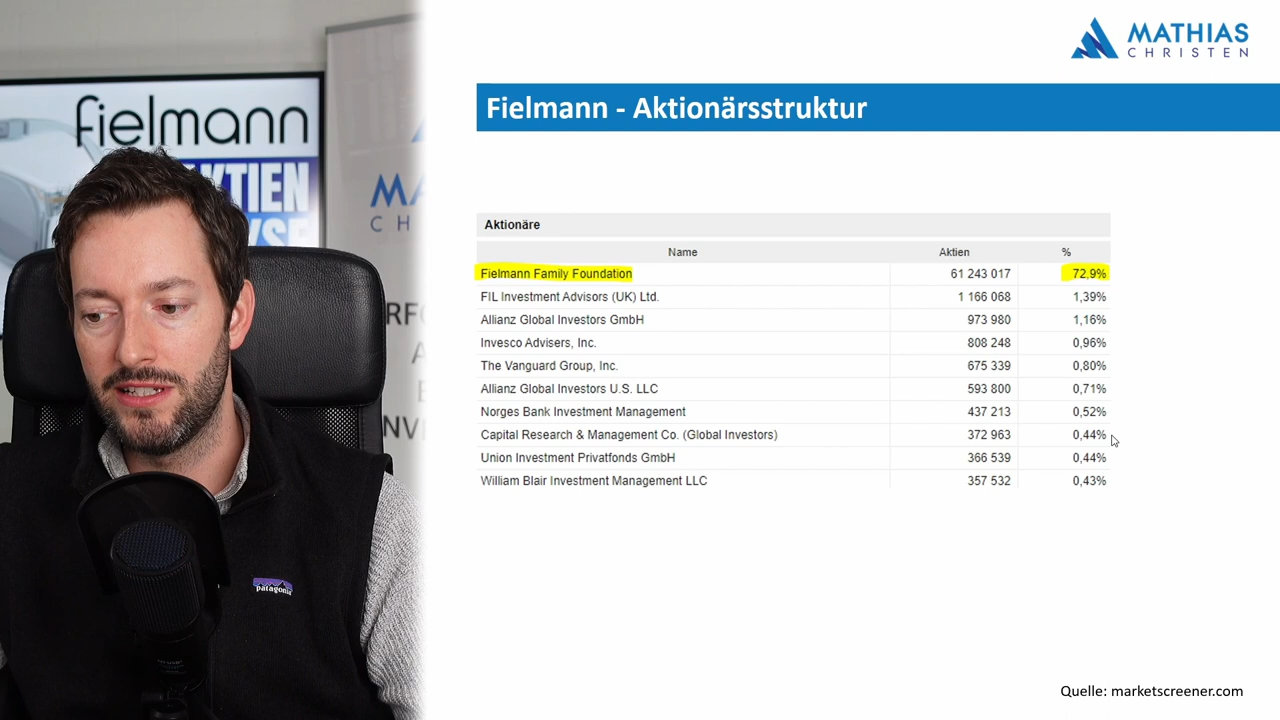 fielmann
AKTIEN
MATHIAS
CHRISTEN
Fielmann - Aktionärsstruktur
Aktionäre
Name Aktien %
Fielmann Family Foundation 61 243 017 72,9%
FIL Investment Advisors (UK) Ltd. 1 166 068 1,39%
Allianz Global Investors GmbH 973 980 1,16%
Invesco Advisers, Inc. 808 248 0,96%
The Vanguard Group, Inc. 675 339 0,80%
Allianz Global Investors U.S. LLC 593 800 0,71%
Norges Bank Investment Management 437 213 0,52%
Capital Research & Management Co. (Global Investors) 372 963 0,44%
Union Investment Privatfonds GmbH 366 539 0,44%
William Blair Investment Management LLC 357 532 0,43%
patagonia
Quelle: marketscreener.com